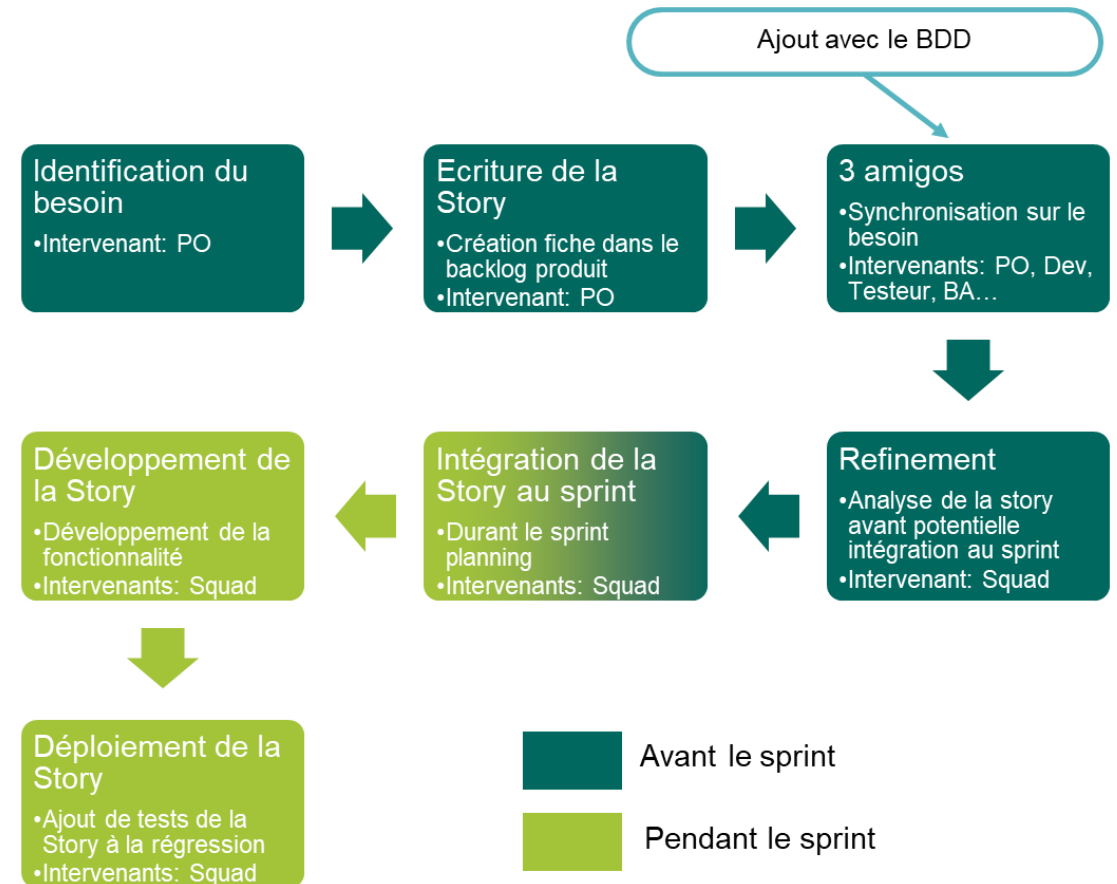 Ajout avec le BDD
Identification du
besoin
•Intervenant: PO
Ecriture de la
Story
•Création fiche dans le
backlog produit
•Intervenant: PO
3 amigos
•Synchronisation sur le
besoin
•Intervenants: PO, Dev,
Testeur, BA…
Développement de
la Story
•Développement de la
fonctionnalité
•Intervenants: Squad
Intégration de la
Story au sprint
•Durant le sprint
planning
•Intervenants: Squad
Refinement
•Analyse de la story
avant potentielle
intégration au sprint
•Intervenant: Squad
Déploiement de la
Story
•Ajout de tests de la
Story à la régression
•Intervenants: Squad
Avant le sprint
Pendant le sprint